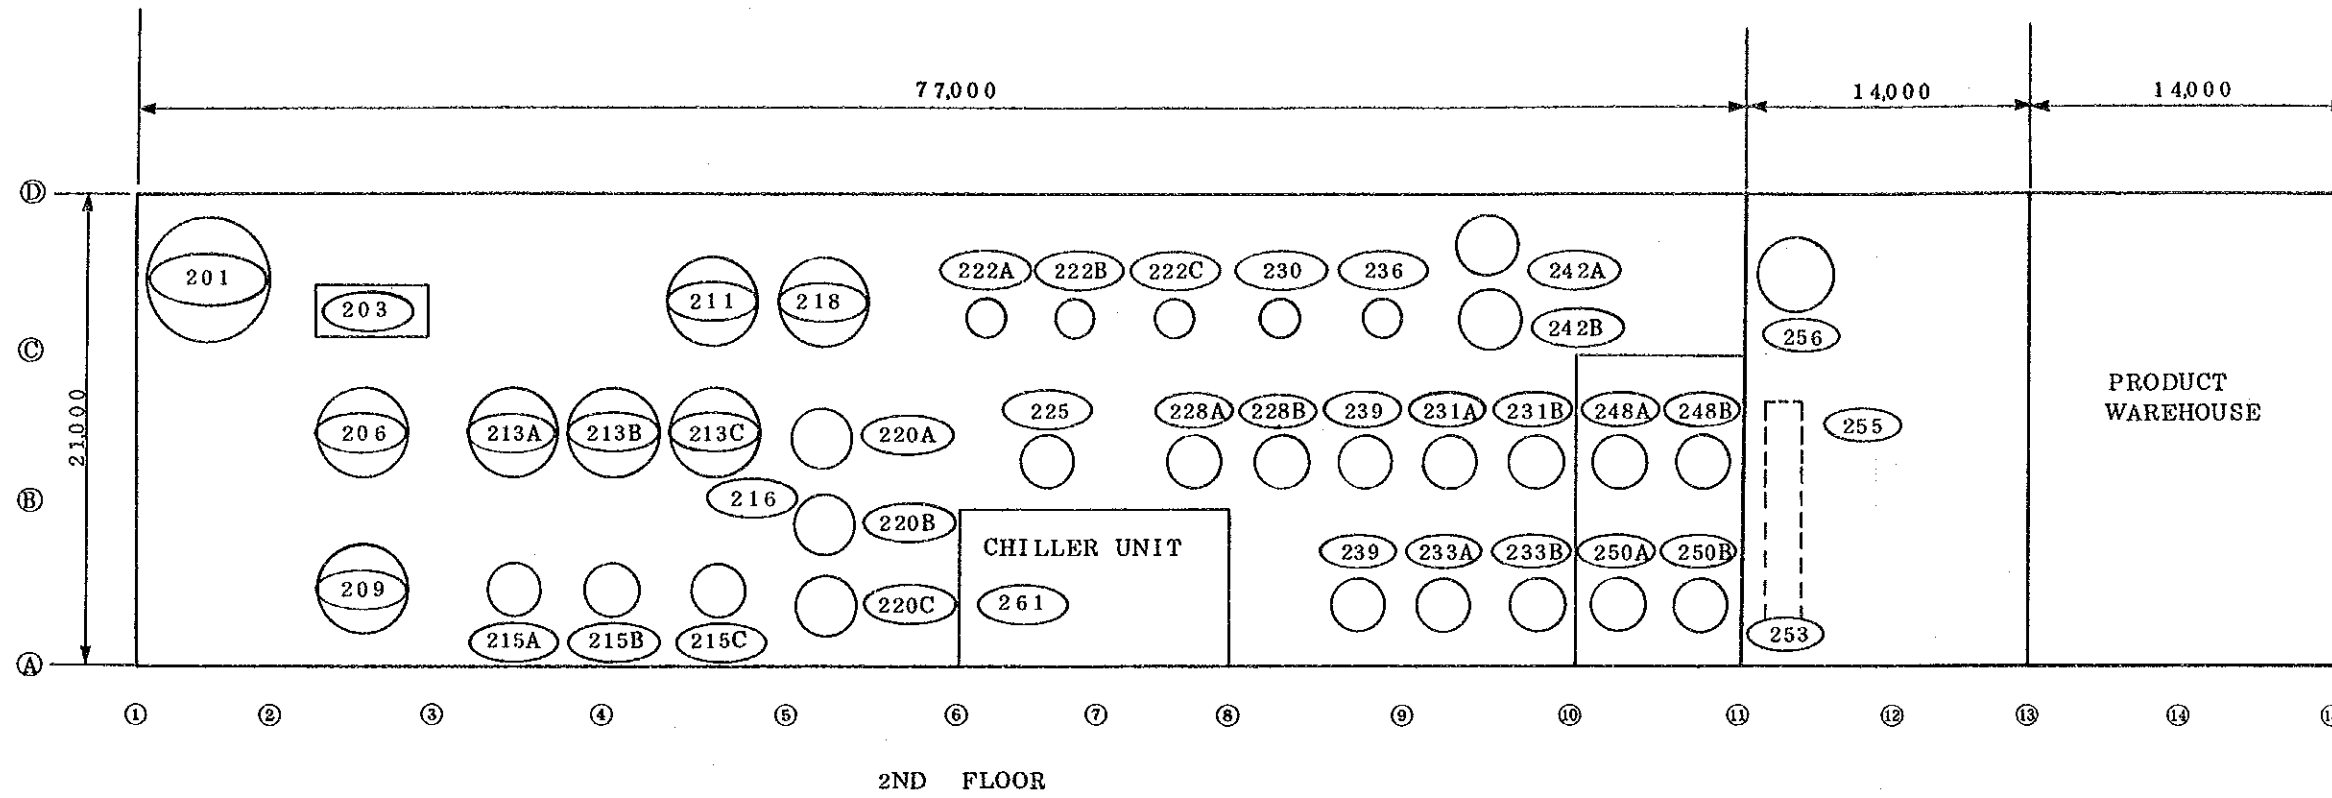 77,000
14,000
14,000
Ⓓ
201
203
211
218
222A
222B
222C
230
236
242A
242B
256
Ⓒ
21,000
206
213A
213B
213C
220A
225
228A
228B
239
231A
231B
248A
248B
255
PRODUCT
WAREHOUSE
Ⓑ
216
220B
CHILLER UNIT
209
215A
215B
215C
220C
261
239
233A
233B
250A
250B
253
Ⓐ
① ② ③ ④ ⑤ ⑥ ⑦ ⑧ ⑨ ⑩ ⑪ ⑫ ⑬ ⑭
2ND FLOOR